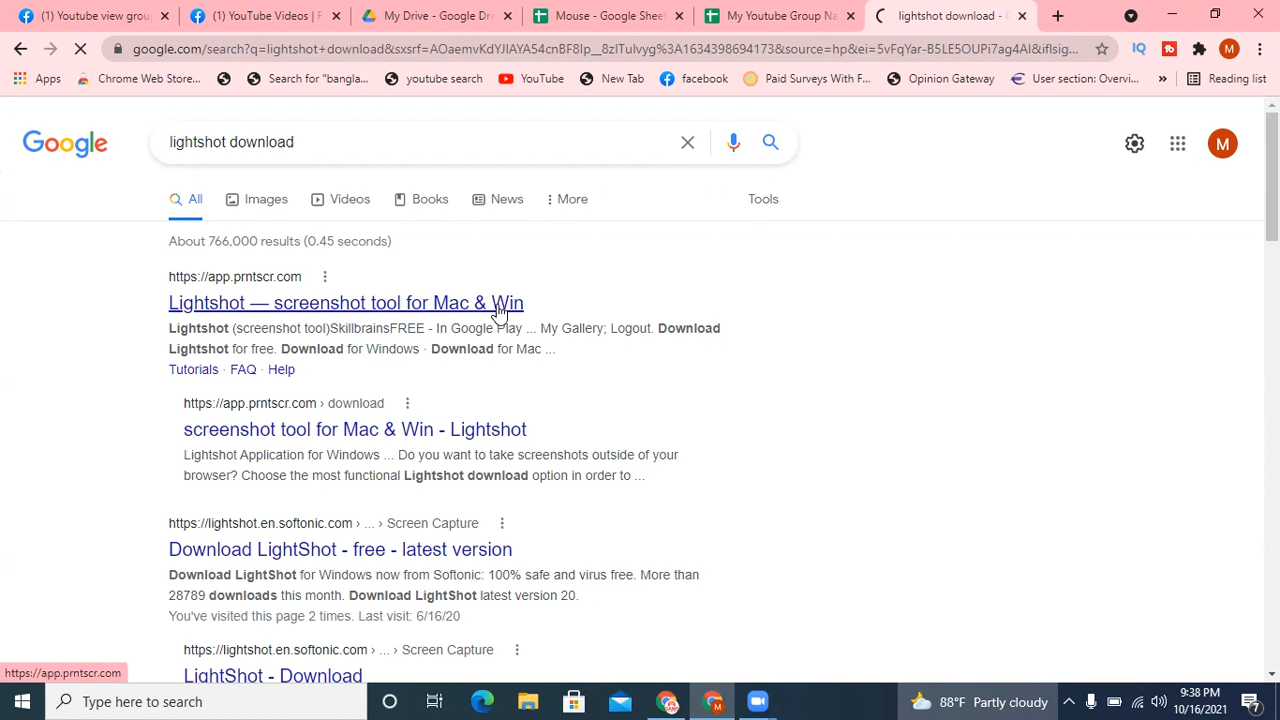 (1) Youtube view grou
(1) YouTube Videos | F
My Drive - Google Dri
Mouse - Google Sheet
My Youtube Group Na
lightshot download -
google.com/search?q=lightshot+download&sxsrf=
Apps
Chrome Web Store...
Search for "bangla...
youtube.search
YouTube
New Tab
facebook
Paid Surveys With F...
Opinion Gateway
User section: Overvi...
Reading list
Google
lightshot download
M
All
Images
Videos
Books
News
More
Tools
About 766,000 results (0.45 seconds)
https://app.prntscr.com
Lightshot — screenshot tool for Mac & Win
Lightshot (screenshot tool)SkillbrainsFREE - In Google Play ... My Gallery; Logout. Download
Lightshot for free. Download for Windows · Download for Mac ...
Tutorials · FAQ · Help
https://app.prntscr.com › download
screenshot tool for Mac & Win - Lightshot
Lightshot Application for Windows ... Do you want to take screenshots outside of your
browser? Choose the most functional Lightshot download option in order to ...
https://lightshot.en.softonic.com › ... › Screen Capture
Download LightShot - free - latest version
Download LightShot for Windows now from Softonic: 100% safe and virus free. More than
28789 downloads this month. Download LightShot latest version 20.
You've visited this page 2 times. Last visit: 6/16/20
https://lightshot.en.softonic.com › ... › Screen Capture
LightShot - Download
https://app.prntscr.com
Type here to search
88°F Partly cloudy
9:38 PM
10/16/2021
7